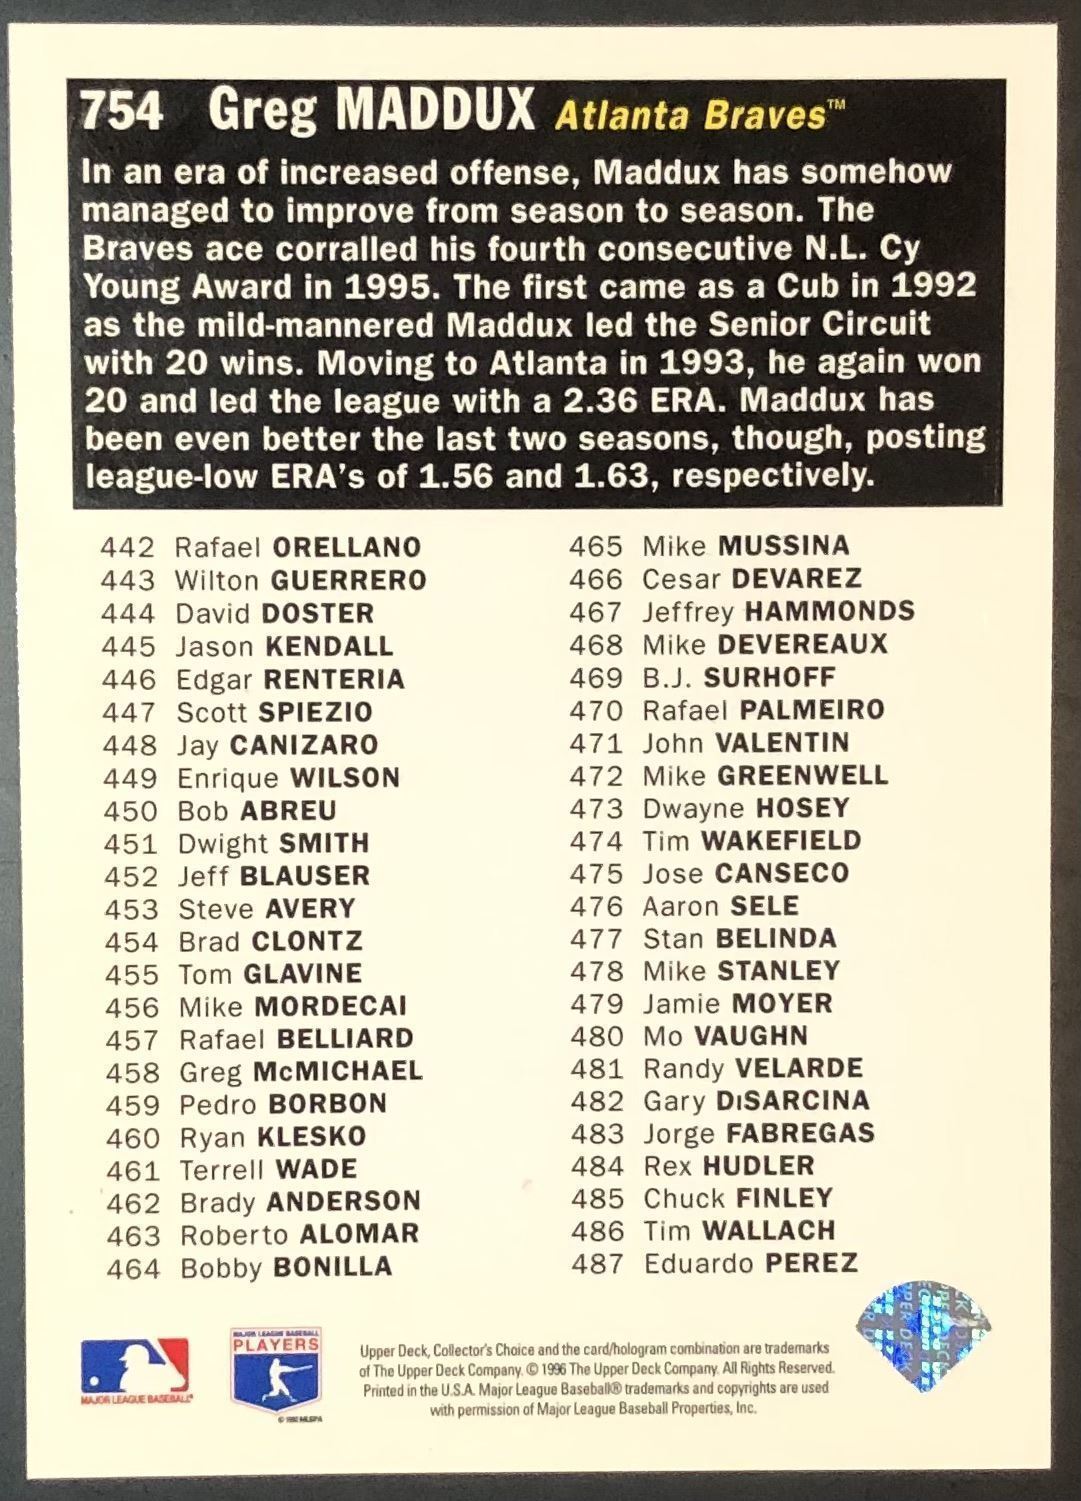 754 Greg MADDUX Atlanta Braves™
In an era of increased offense, Maddux has somehow
managed to improve from season to season. The
Braves ace corralled his fourth consecutive N.L. Cy
Young Award in 1995. The first came as a Cub in 1992
as the mild-mannered Maddux led the Senior Circuit
with 20 wins. Moving to Atlanta in 1993, he again won
20 and led the league with a 2.36 ERA. Maddux has
been even better the last two seasons, though, posting
league-low ERA's of 1.56 and 1.63, respectively.
442 Rafael ORELLANO
443 Wilton GUERRERO
444 David DOSTER
445 Jason KENDALL
446 Edgar RENTERIA
447 Scott SPIEZIO
448 Jay CANIZARO
449 Enrique WILSON
450 Bob ABREU
451 Dwight SMITH
452 Jeff BLAUSER
453 Steve AVERY
454 Brad CLONTZ
455 Tom GLAVINE
456 Mike MORDECAI
457 Rafael BELLIARD
458 Greg McMICHAEL
459 Pedro BORBON
460 Ryan KLESKO
461 Terrell WADE
462 Brady ANDERSON
463 Roberto ALOMAR
464 Bobby BONILLA
465 Mike MUSSINA
466 Cesar DEVAREZ
467 Jeffrey HAMMONDS
468 Mike DEVEREAUX
469 B.J. SURHOFF
470 Rafael PALMEIRO
471 John VALENTIN
472 Mike GREENWELL
473 Dwayne HOSEY
474 Tim WAKEFIELD
475 Jose CANSECO
476 Aaron SELE
477 Stan BELINDA
478 Mike STANLEY
479 Jamie MOYER
480 Mo VAUGHN
481 Randy VELARDE
482 Gary DiSARCINA
483 Jorge FABREGAS
484 Rex HUDLER
485 Chuck FINLEY
486 Tim WALLACH
487 Eduardo PEREZ
MAJOR LEAGUE BASEBALL
MAJOR LEAGUE BASEBALL
PLAYERS
Upper Deck, Collector's Choice and the card/hologram combination are trademarks
of The Upper Deck Company. © 1996 The Upper Deck Company. All Rights Reserved.
Printed in the U.S.A. Major League Baseball® trademarks and copyrights are used
with permission of Major League Baseball Properties, Inc.